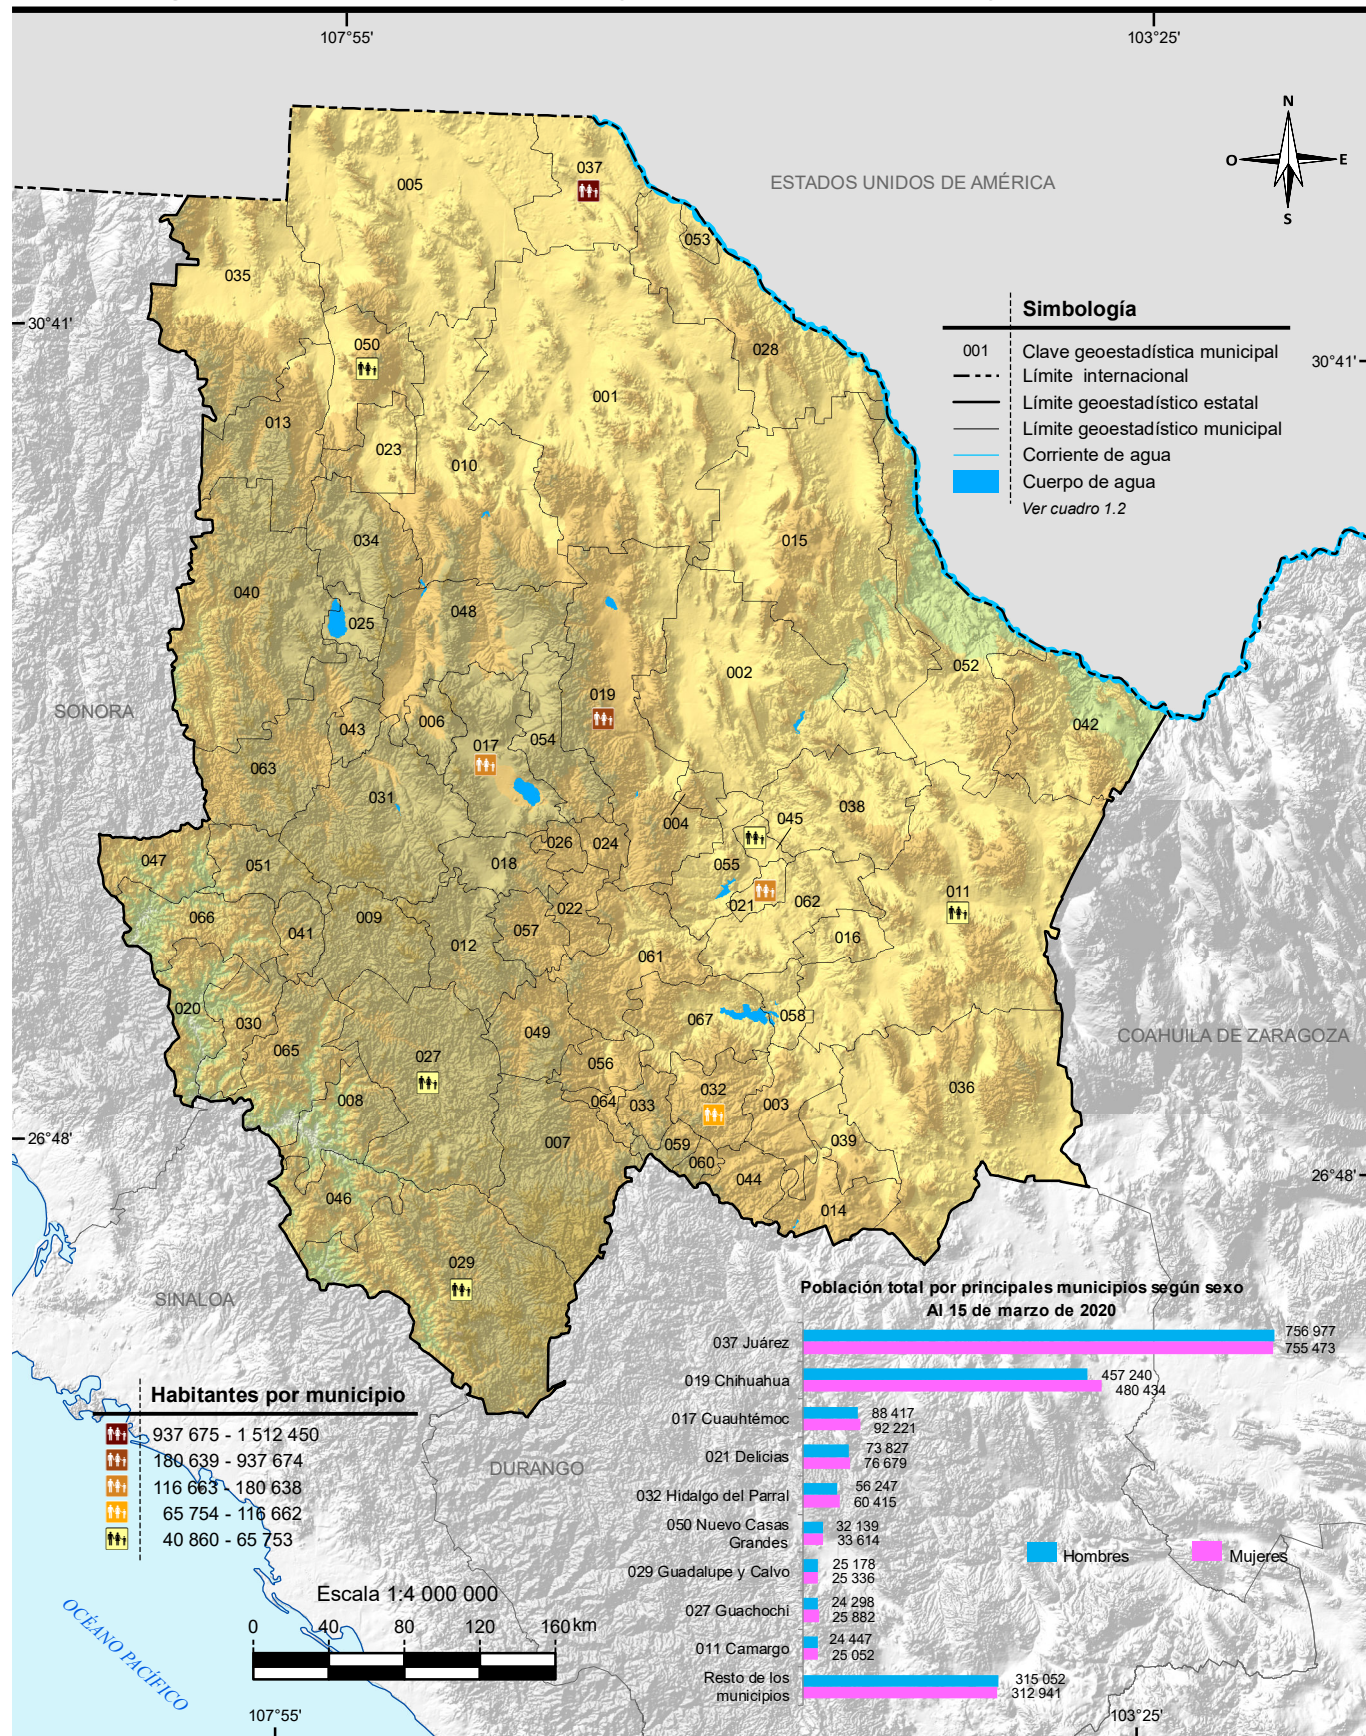 107°55'
103°25'
N
O
E
S
ESTADOS UNIDOS DE AMÉRICA
037
005
053
035
Simbología
001 Clave geoestadística municipal
Límite internacional
Límite geoestadístico estatal
Límite geoestadístico municipal
Corriente de agua
Cuerpo de agua
Ver cuadro 1.2
30°41'
30°41'
050
028
001
013
023
010
034
015
040
048
025
002
052
SONORA
019
006
042
043
017
054
063
031
038
004
045
026
024
047
051
018
055
011
021
062
022
066
009
041
057
012
016
061
020
030
067
058
COAHUILA DE ZARAGOZA
065
049
027
056
036
032
008
064
033
003
26°48'
007
059
039
060
044
26°48'
046
014
029
SINALOA
DURANGO
OCÉANO PACÍFICO
Población total por principales municipios según sexo
Al 15 de marzo de 2020
037 Juárez
756 977
755 473
019 Chihuahua
457 240
480 434
017 Cuauhtémoc
88 417
92 221
021 Delicias
73 827
76 679
032 Hidalgo del Parral
56 247
60 415
050 Nuevo Casas
Grandes
32 139
33 614
029 Guadalupe y Calvo
25 178
25 336
027 Guachochi
24 298
25 882
011 Camargo
24 447
25 052
Resto de los
municipios
315 052
312 941
Hombres
Mujeres
Habitantes por municipio
937 675 - 1 512 450
180 639 - 937 674
116 663 - 180 638
65 754 - 116 662
40 860 - 65 753
Escala 1:4 000 000
0 40 80 120 160 km
107°55'
103°25'